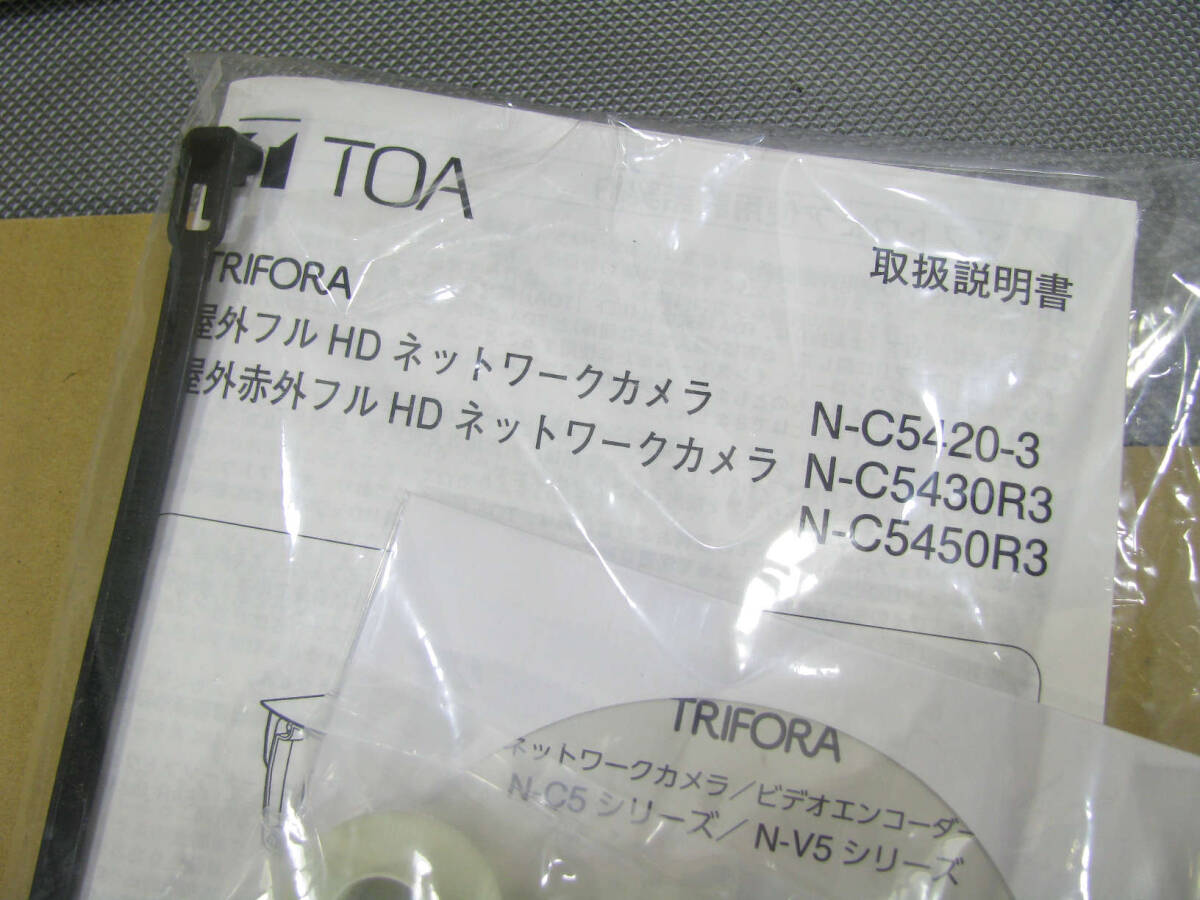 TOA
取扱説明書
TRIFORA
屋外フル HD ネットワークカメラ N-C5420-3
屋外赤外フル HD ネットワークカメラ N-C5430R3
N-C5450R3
TRIFORA
ネットワークカメラ／ビデオエンコーダー
N-C5 シリーズ／ N-V5 シリーズ